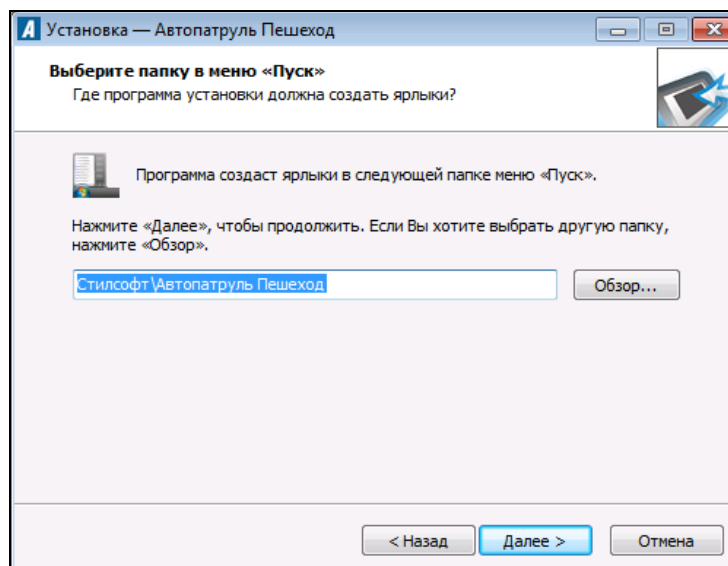 Установка — Автопатруль Пешеход
Выберите папку в меню «Пуск»
Где программа установки должна создать ярлыки?
Программа создаст ярлыки в следующей папке меню «Пуск».
Нажмите «Далее», чтобы продолжить. Если Вы хотите выбрать другую папку,
нажмите «Обзор».
Стилсофт\Автопатруль Пешеход
Обзор...
< Назад
Далее >
Отмена